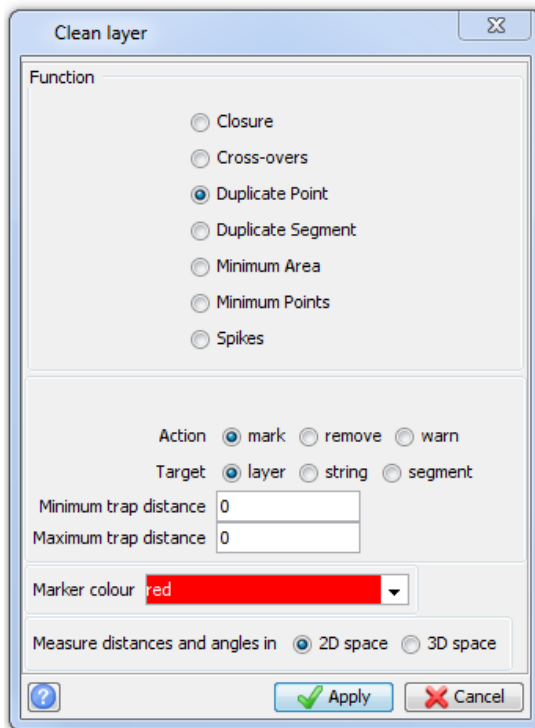 Clean layer
Function
Closure
Cross-overs
Duplicate Point
Duplicate Segment
Minimum Area
Minimum Points
Spikes
Action mark remove warn
Target layer string segment
Minimum trap distance 0
Maximum trap distance 0
Marker colour red
Measure distances and angles in 2D space 3D space
? Apply Cancel